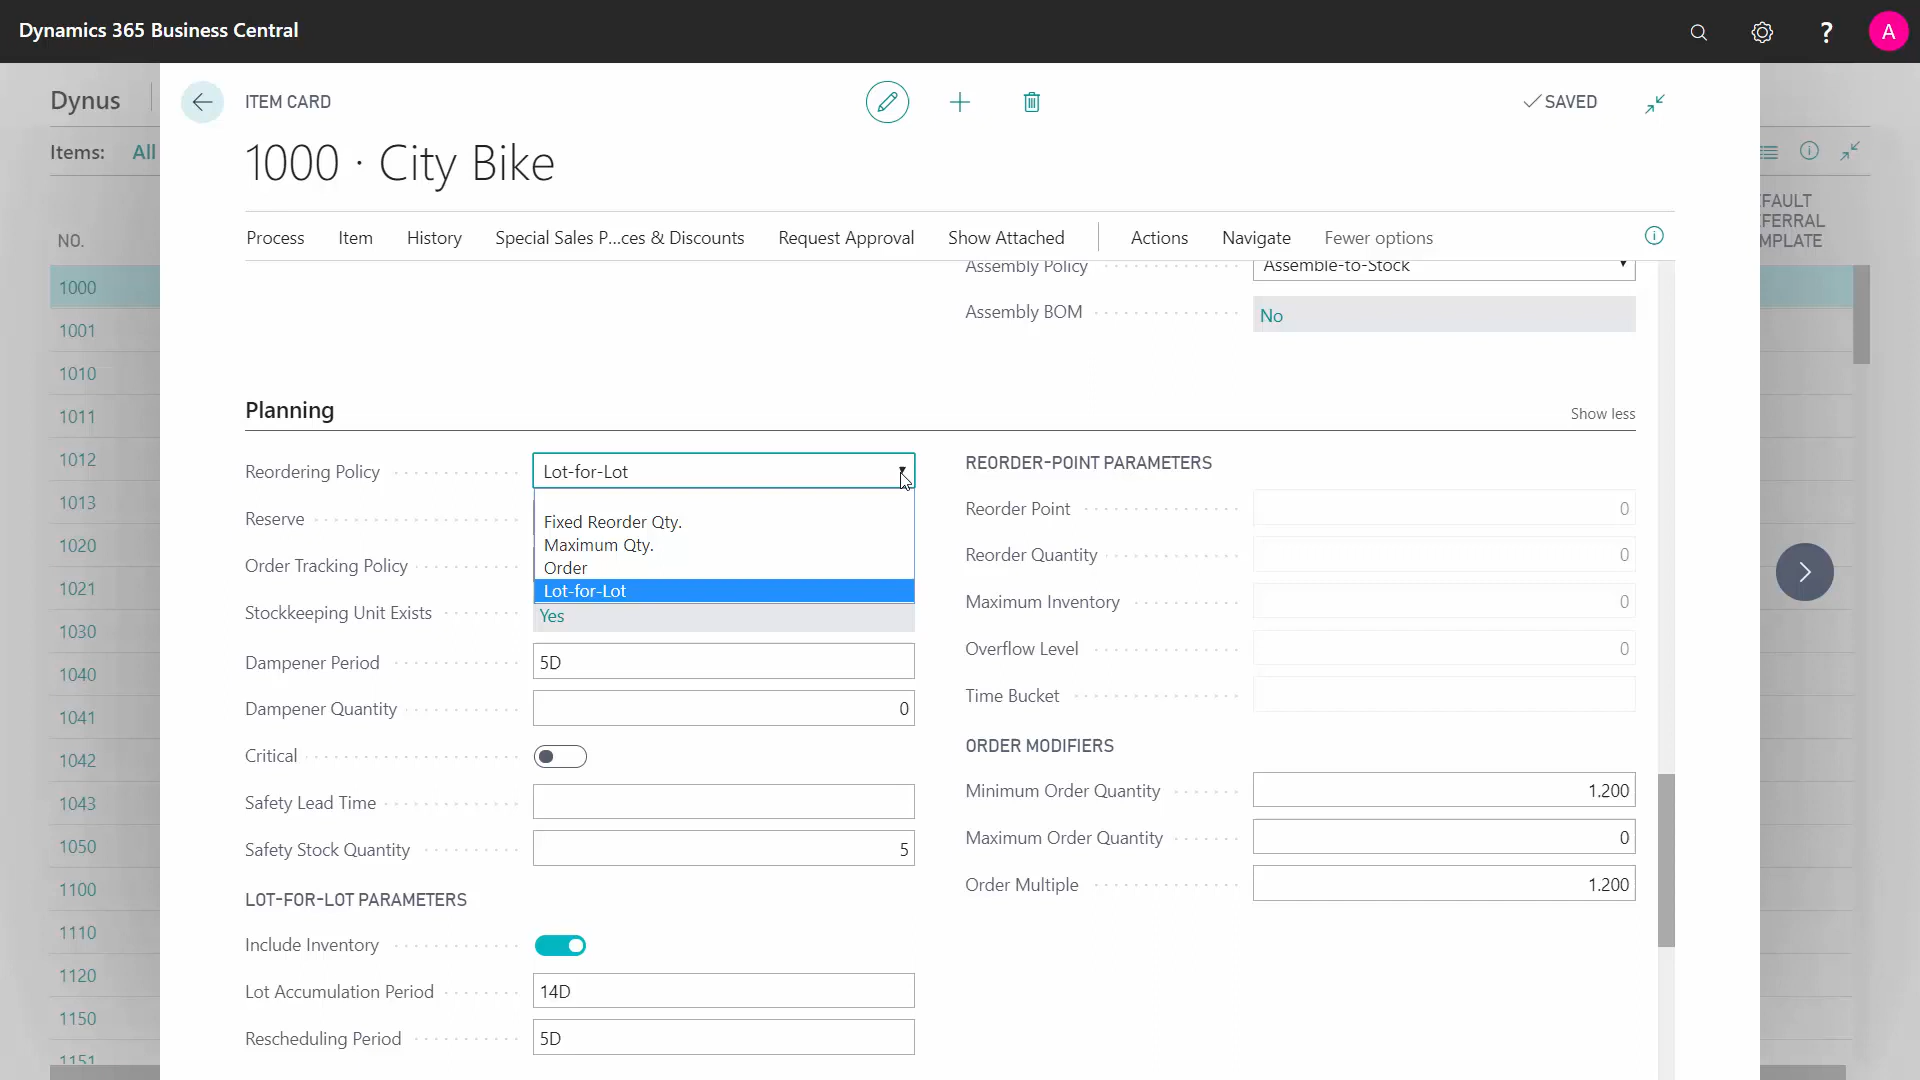 Dynamics 365 Business Central
?
A
Dynus
ITEM CARD
SAVED
Items: All
1000 · City Bike
FAULT
FERRAL
MPLATE
NO.
Process
Item
History
Special Sales P...ces & Discounts
Request Approval
Show Attached
Actions
Navigate
Fewer options
1000
1001
1010
1011
1012
1013
1020
1021
1030
1040
1041
1042
1043
1050
1100
1110
1120
1150
1151
Assembly Policy
Assemble-to-Stock
Assembly BOM
No
Planning
Show less
Reordering Policy
Lot-for-Lot
Fixed Reorder Qty.
Maximum Qty.
Order
Lot-for-Lot
Reserve
Order Tracking Policy
Stockkeeping Unit Exists
Yes
Dampener Period
5D
Dampener Quantity
0
Critical
Safety Lead Time
Safety Stock Quantity
5
LOT-FOR-LOT PARAMETERS
Include Inventory
Lot Accumulation Period
14D
Rescheduling Period
5D
REORDER-POINT PARAMETERS
Reorder Point
0
Reorder Quantity
0
Maximum Inventory
0
Overflow Level
0
Time Bucket
ORDER MODIFIERS
Minimum Order Quantity
1.200
Maximum Order Quantity
0
Order Multiple
1.200